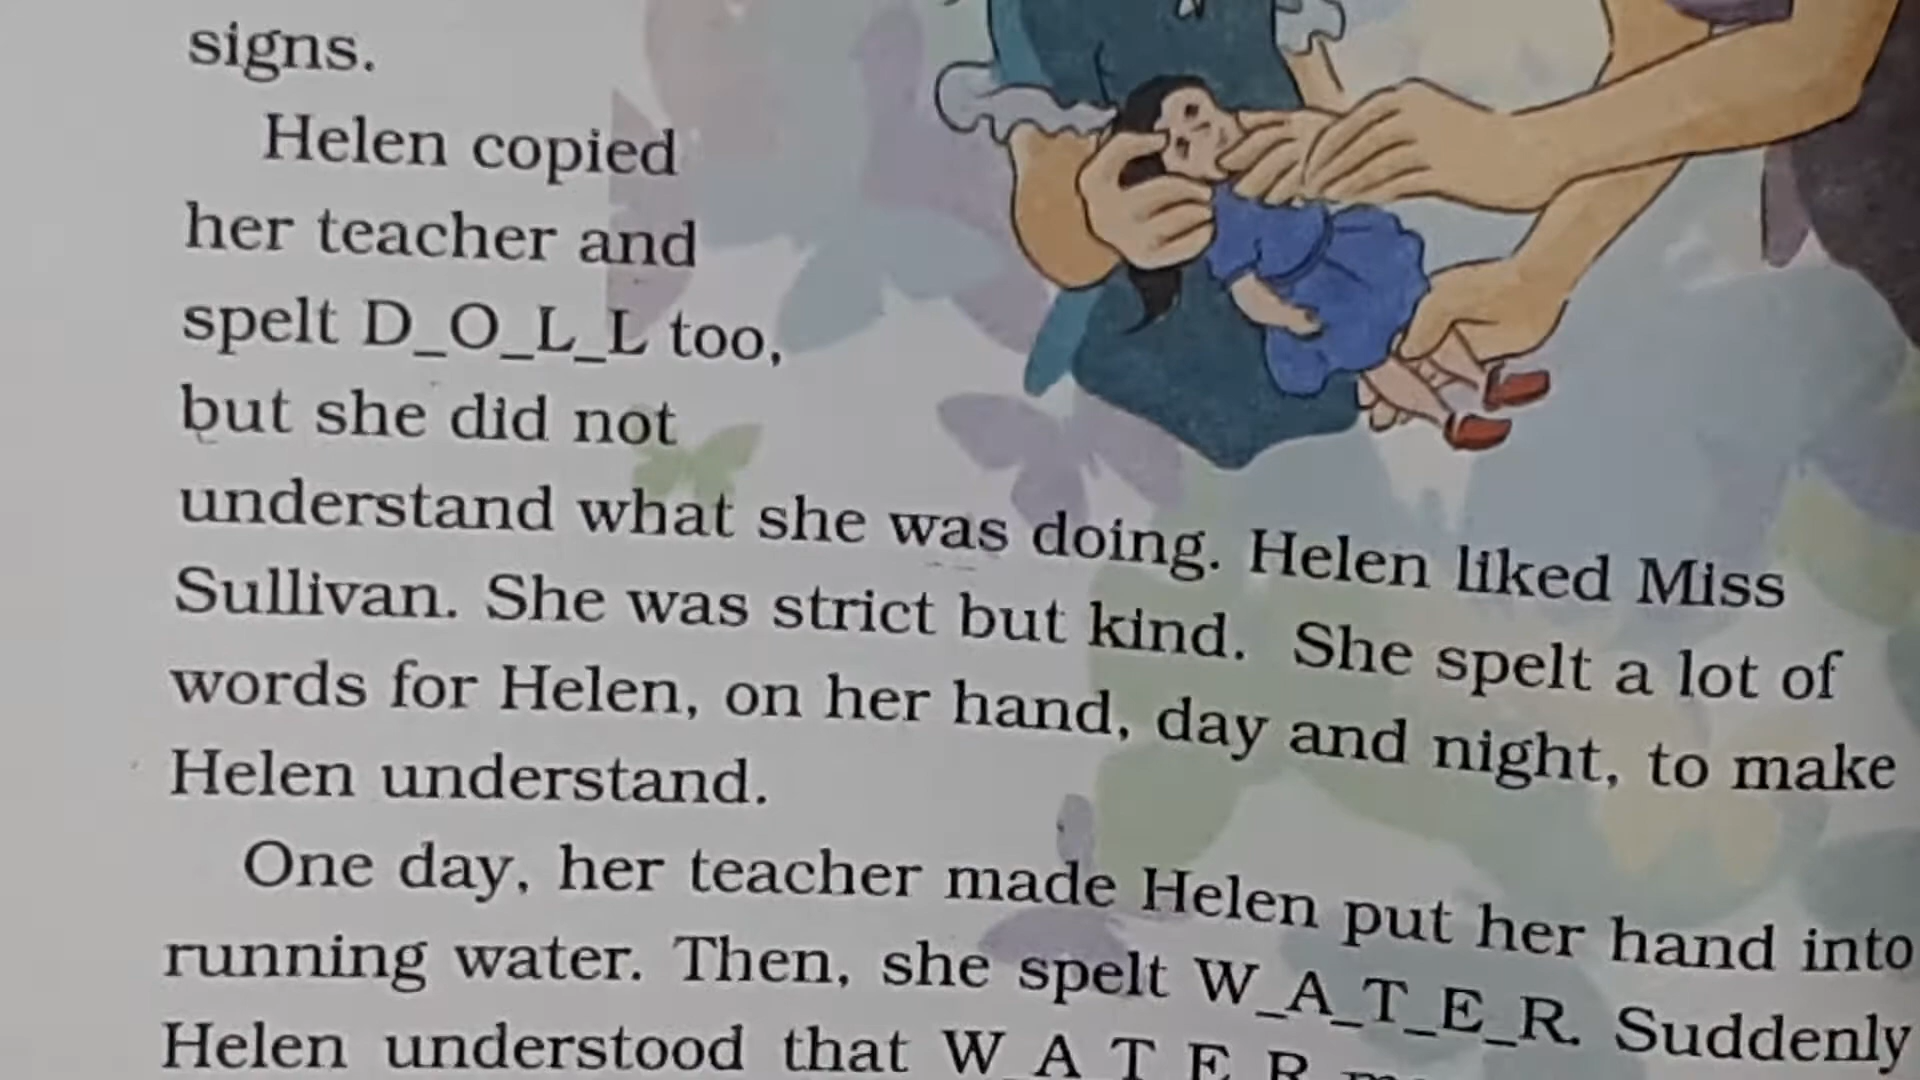 signs.
Helen copied
her teacher and
spelt D_O_L_L too,
but she did not
understand what she was doing. Helen liked Miss
Sullivan. She was strict but kind. She spelt a lot of
words for Helen, on her hand, day and night, to make
Helen understand.
One day, her teacher made Helen put her hand into
running water. Then, she spelt W_A_T_E_R. Suddenly
Helen understood that W_A_T_E_R